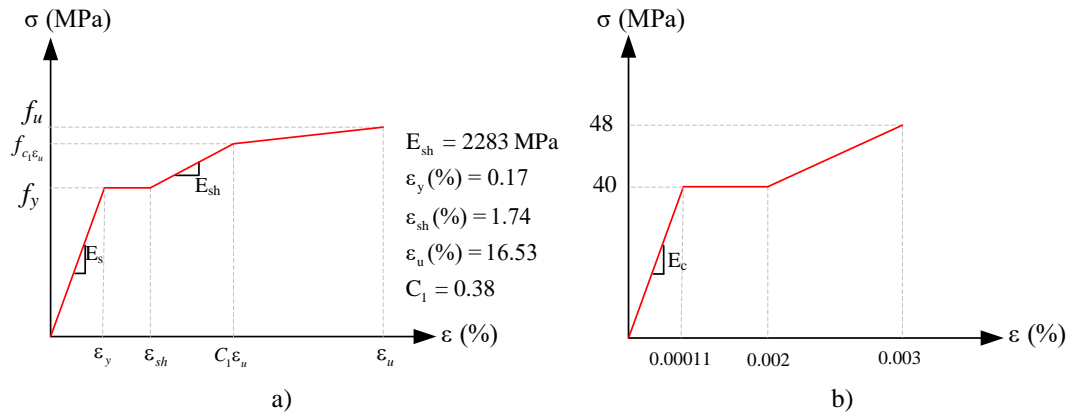 σ (MPa)
f_u
f_{c₁ε_u}
f_y
E_s
E_sh
ε_y
ε_sh
C₁ε_u
ε_u
ε (%)
E_sh = 2283 MPa
ε_y (%) = 0.17
ε_sh (%) = 1.74
ε_u (%) = 16.53
C₁ = 0.38
a)
σ (MPa)
48
40
E_c
0.00011
0.002
0.003
ε (%)
b)